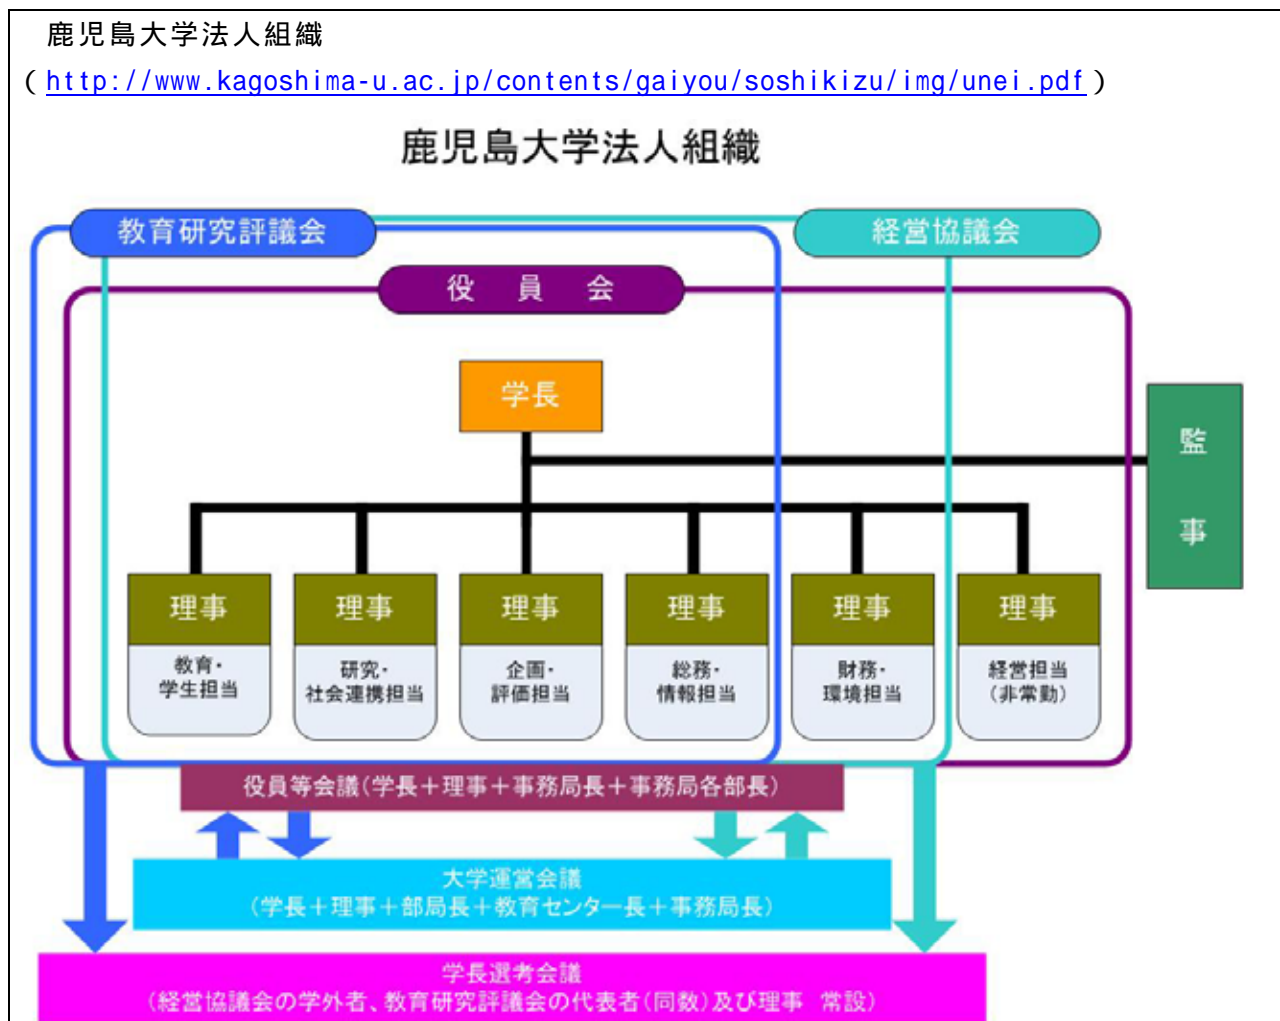 鹿児島大学法人組織
(http://www.kagoshima-u.ac.jp/contents/gaiyou/soshikizu/img/unei.pdf)
鹿児島大学法人組織
教育研究評議会
経営協議会
役員会
学長
監事
理事
教育・
学生担当
理事
研究・
社会連携担当
理事
企画・
評価担当
理事
総務・
情報担当
理事
財務・
環境担当
理事
経営担当
(非常勤)
役員等会議(学長＋理事＋事務局長＋事務局各部長)
大学運営会議
(学長＋理事＋部局長＋教育センター長＋事務局長)
学長選考会議
(経営協議会の学外者、教育研究評議会の代表者(同数)及び理事 常設)